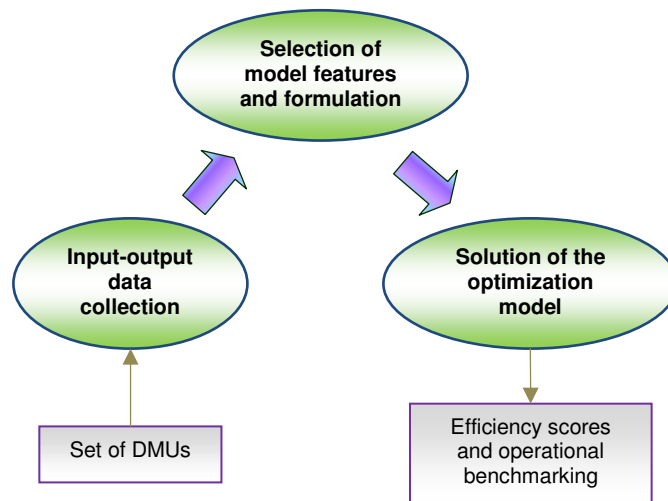 Selection of
model features
and formulation
Input-output
data
collection
Solution of the
optimization
model
Set of DMUs
Efficiency scores
and operational
benchmarking